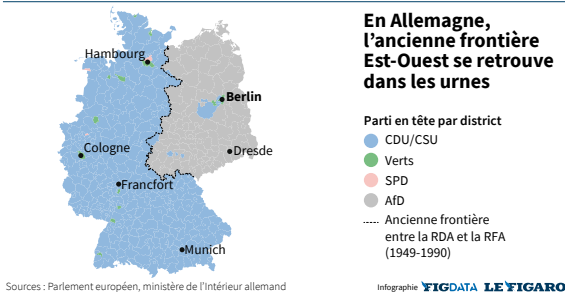 En Allemagne,
l’ancienne frontière
Est-Ouest se retrouve
dans les urnes
Parti en tête par district
CDU/CSU
Verts
SPD
AfD
Ancienne frontière
entre la RDA et la RFA
(1949-1990)
Hambourg
Berlin
Cologne
Dresde
Francfort
Munich
Sources : Parlement européen, ministère de l’Intérieur allemand
Infographie FIGDATA LE FIGARO